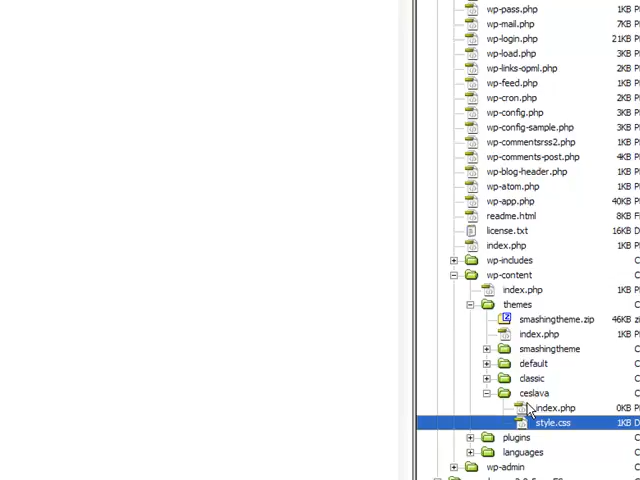 wp-pass.php 1KB P
wp-mail.php 7KB P
wp-login.php 21KB P
wp-load.php 3KB P
wp-links-opml.php 2KB P
wp-feed.php 1KB P
wp-cron.php 2KB P
wp-config.php 3KB P
wp-config-sample.php 3KB P
wp-commentsrss2.php 1KB P
wp-comments-post.php 4KB P
wp-blog-header.php 1KB P
wp-atom.php 1KB P
wp-app.php 40KB P
readme.html 8KB Fi
license.txt 16KB D
index.php 1KB P
wp-includes C
wp-content C
index.php 1KB P
themes C
smashingtheme.zip 46KB zi
index.php 1KB P
smashingtheme C
default C
classic C
ceslava C
index.php 0KB P
style.css 1KB D
plugins C
languages C
wp-admin C